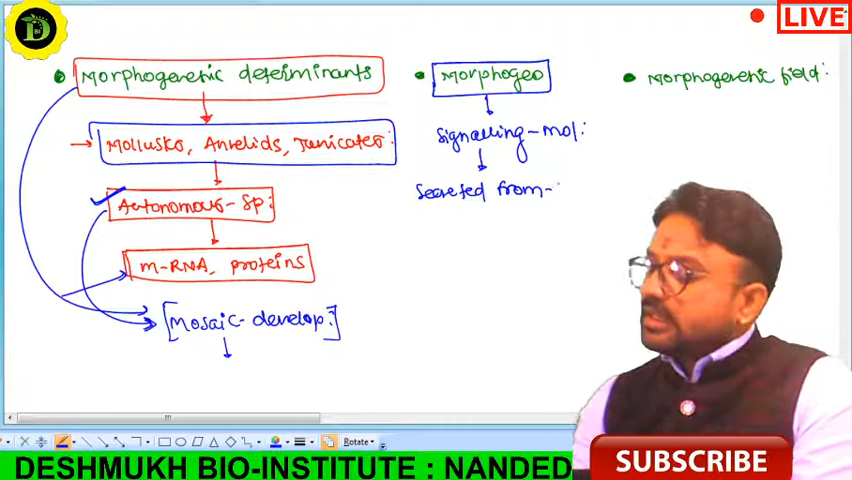 D
LIVE
Morphogenetic determinants
Mollusks, Annelids, Tunicates:
Autonomous-Sp:
m-RNA, proteins
[Mosaic-develop:]
Morphogen
Signalling-mol:
Secreted from-
Morphogenetic field:
Rotate
DESHMUKH BIO-INSTITUTE : NANDED
SUBSCRIBE